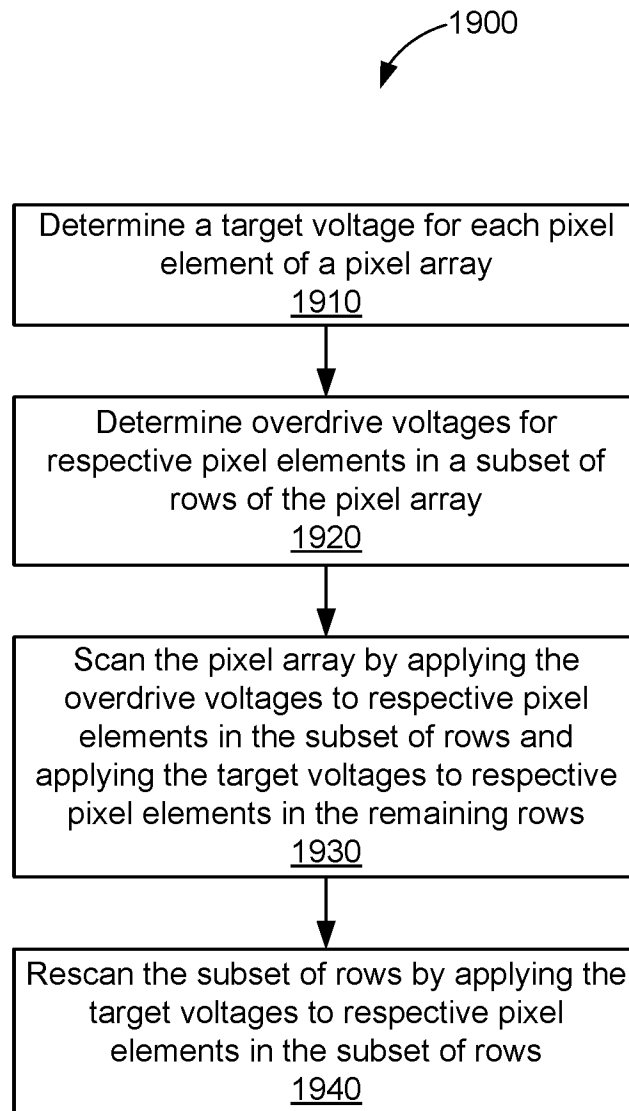 1900
Determine a target voltage for each pixel
element of a pixel array
1910
Determine overdrive voltages for
respective pixel elements in a subset of
rows of the pixel array
1920
Scan the pixel array by applying the
overdrive voltages to respective pixel
elements in the subset of rows and
applying the target voltages to respective
pixel elements in the remaining rows
1930
Rescan the subset of rows by applying the
target voltages to respective pixel
elements in the subset of rows
1940